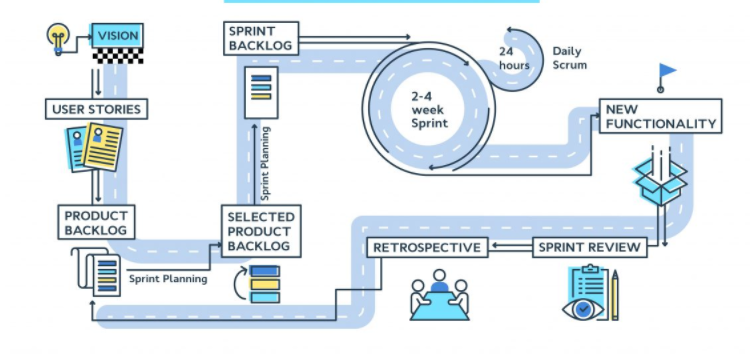 VISION
USER STORIES
PRODUCT
BACKLOG
Sprint Planning
SELECTED
PRODUCT
BACKLOG
Sprint Planning
SPRINT
BACKLOG
2-4
week
Sprint
24
hours
Daily
Scrum
NEW
FUNCTIONALITY
SPRINT REVIEW
RETROSPECTIVE